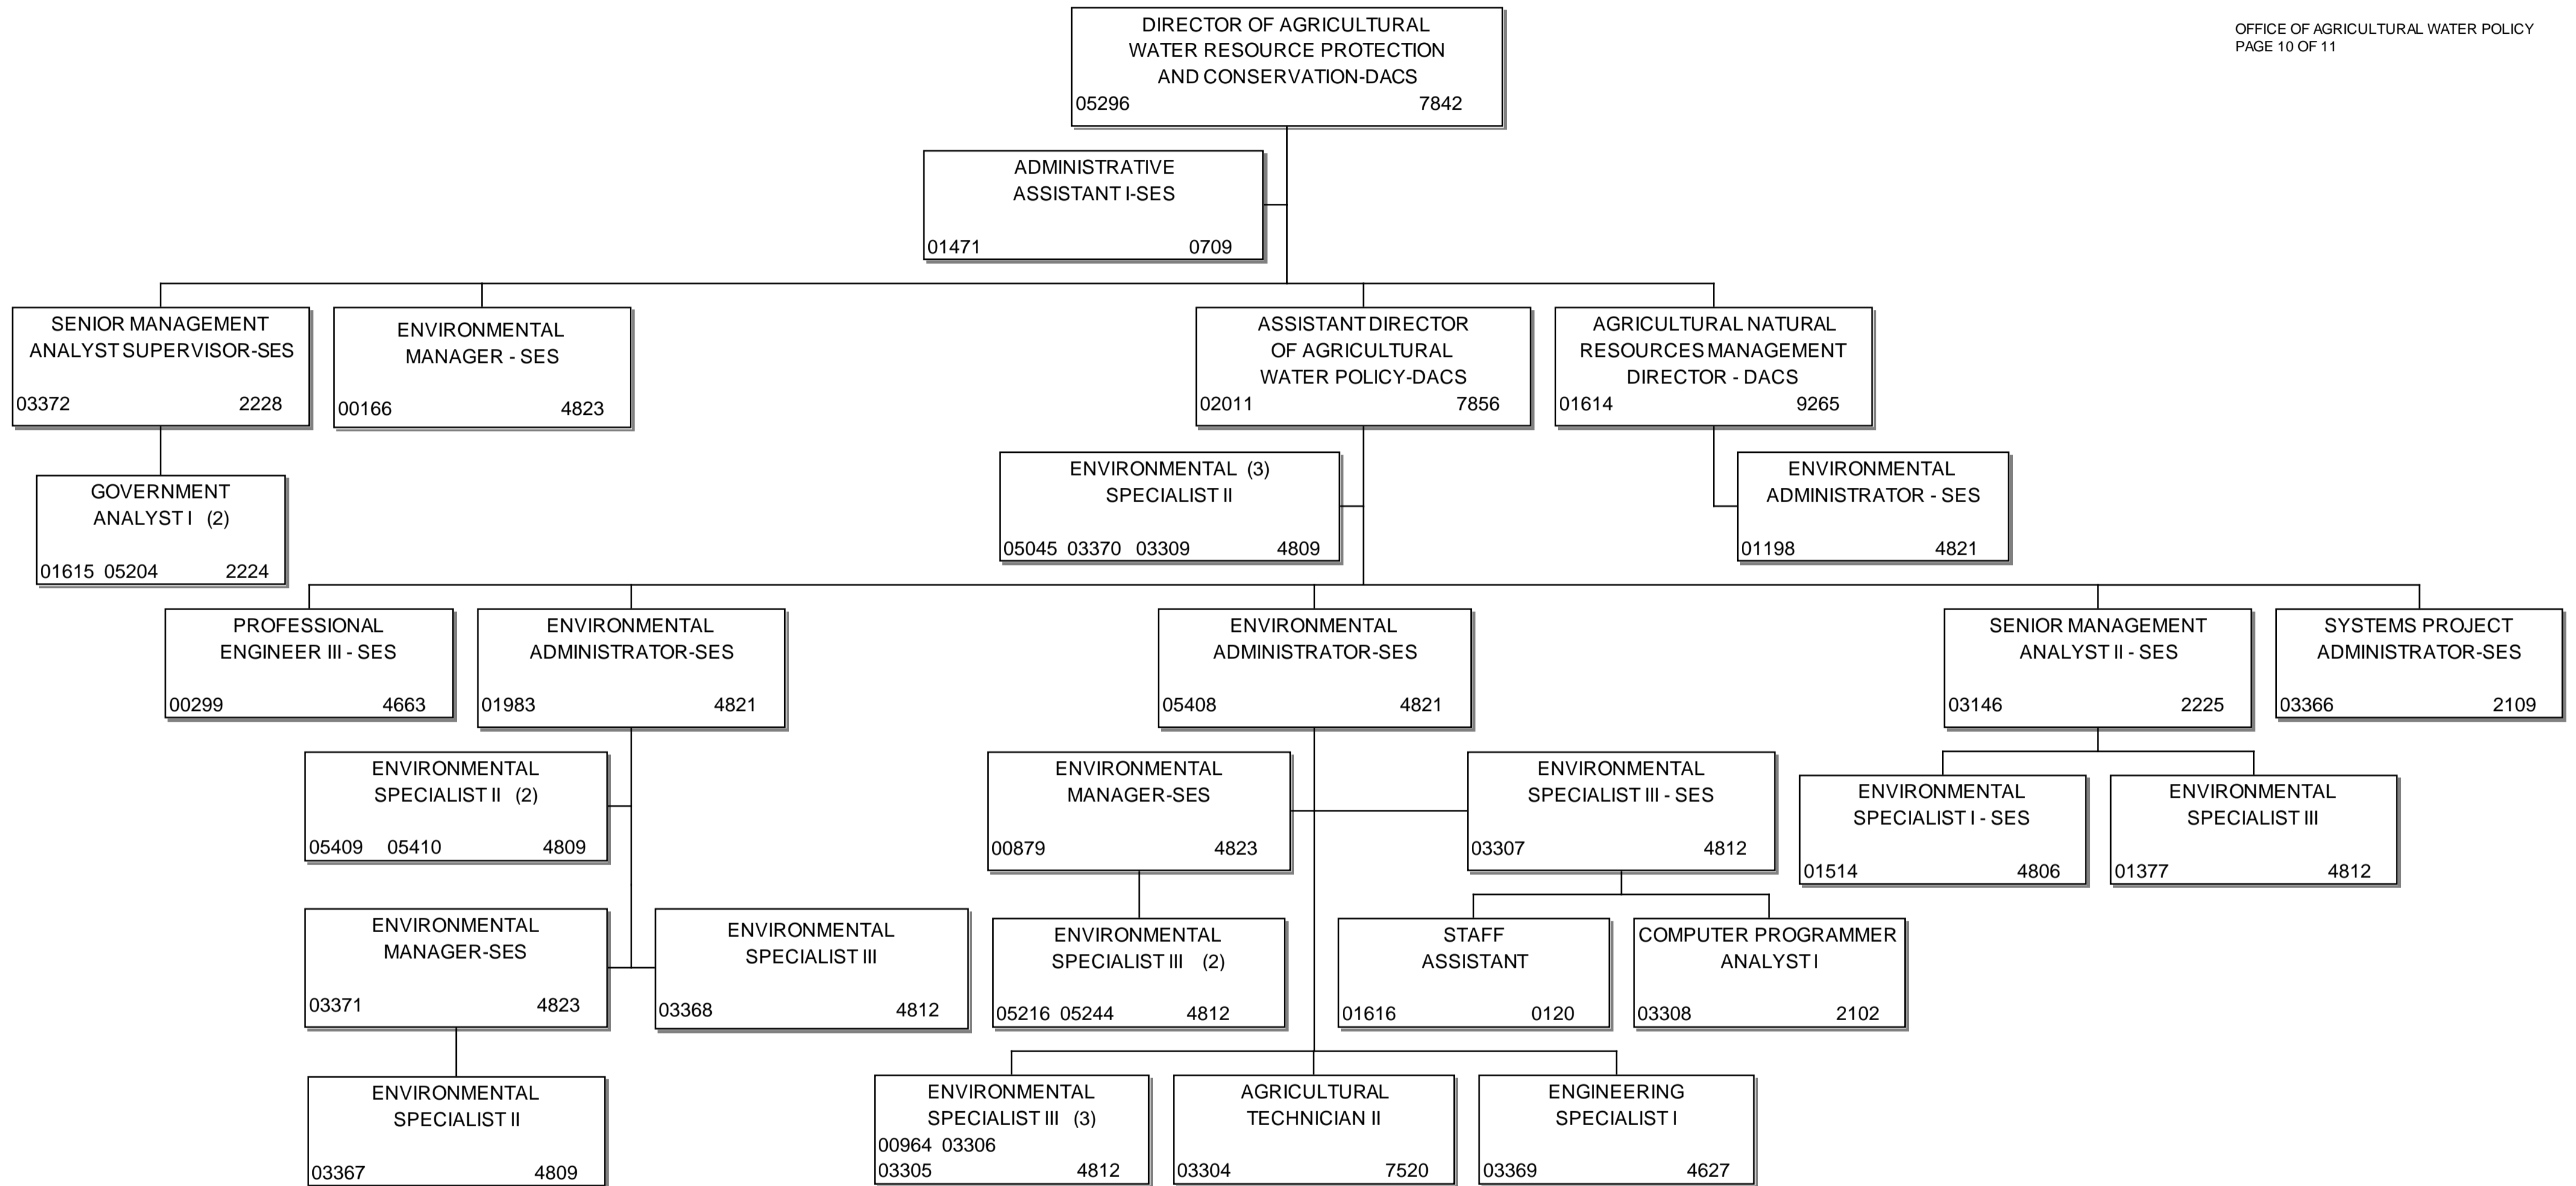 OFFICE OF AGRICULTURAL WATER POLICY
PAGE 10 OF 11
DIRECTOR OF AGRICULTURAL
WATER RESOURCE PROTECTION
AND CONSERVATION-DACS
05296 7842
ADMINISTRATIVE
ASSISTANT I-SES
01471 0709
SENIOR MANAGEMENT
ANALYST SUPERVISOR-SES
03372 2228
ENVIRONMENTAL
MANAGER - SES
00166 4823
ASSISTANT DIRECTOR
OF AGRICULTURAL
WATER POLICY-DACS
02011 7856
AGRICULTURAL NATURAL
RESOURCES MANAGEMENT
DIRECTOR - DACS
01614 9265
GOVERNMENT
ANALYST I (2)
01615 05204 2224
ENVIRONMENTAL (3)
SPECIALIST II
05045 03370 03309 4809
ENVIRONMENTAL
ADMINISTRATOR - SES
01198 4821
PROFESSIONAL
ENGINEER III - SES
00299 4663
ENVIRONMENTAL
ADMINISTRATOR-SES
01983 4821
ENVIRONMENTAL
ADMINISTRATOR-SES
05408 4821
SENIOR MANAGEMENT
ANALYST II - SES
03146 2225
SYSTEMS PROJECT
ADMINISTRATOR-SES
03366 2109
ENVIRONMENTAL
SPECIALIST II (2)
05409 05410 4809
ENVIRONMENTAL
MANAGER-SES
00879 4823
ENVIRONMENTAL
SPECIALIST III - SES
03307 4812
ENVIRONMENTAL
SPECIALIST I - SES
01514 4806
ENVIRONMENTAL
SPECIALIST III
01377 4812
ENVIRONMENTAL
MANAGER-SES
03371 4823
ENVIRONMENTAL
SPECIALIST III
03368 4812
ENVIRONMENTAL
SPECIALIST III (2)
05216 05244 4812
STAFF
ASSISTANT
01616 0120
COMPUTER PROGRAMMER
ANALYST I
03308 2102
ENVIRONMENTAL
SPECIALIST II
03367 4809
ENVIRONMENTAL
SPECIALIST III (3)
00964 03306
03305 4812
AGRICULTURAL
TECHNICIAN II
03304 7520
ENGINEERING
SPECIALIST I
03369 4627